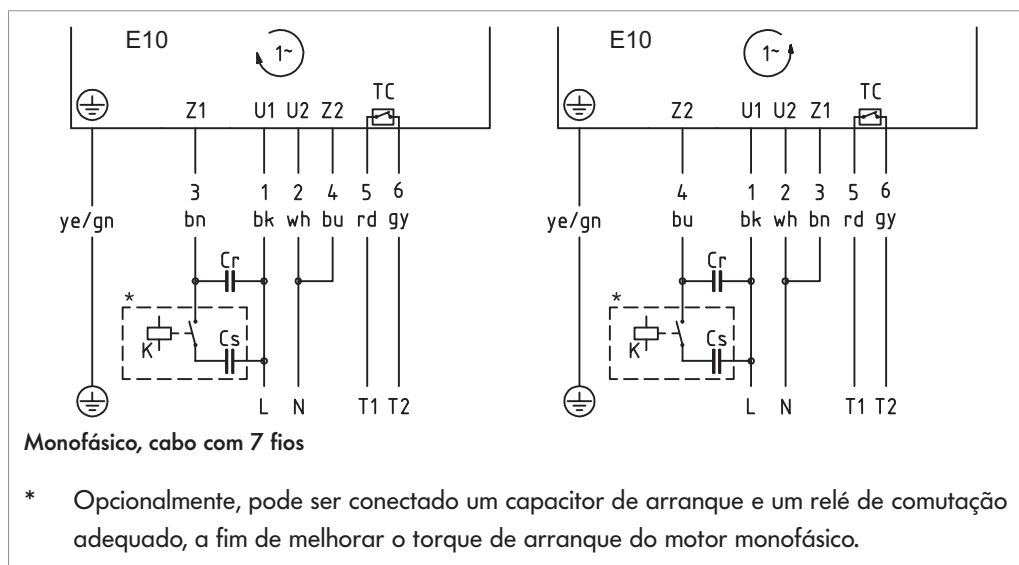 E10 1~
TC
Z1 U1 U2 Z2
3 1 2 4 5 6
ye/gn bn bk wh bu rd gy
Cr
*
K Cs
L N T1 T2
E10 1~
TC
Z2 U1 U2 Z1
4 1 2 3 5 6
ye/gn bu bk wh bn rd gy
Cr
*
K Cs
L N T1 T2
Monofásico, cabo com 7 fios
* Opcionalmente, pode ser conectado um capacitor de arranque e um relé de comutação
adequado, a fim de melhorar o torque de arranque do motor monofásico.